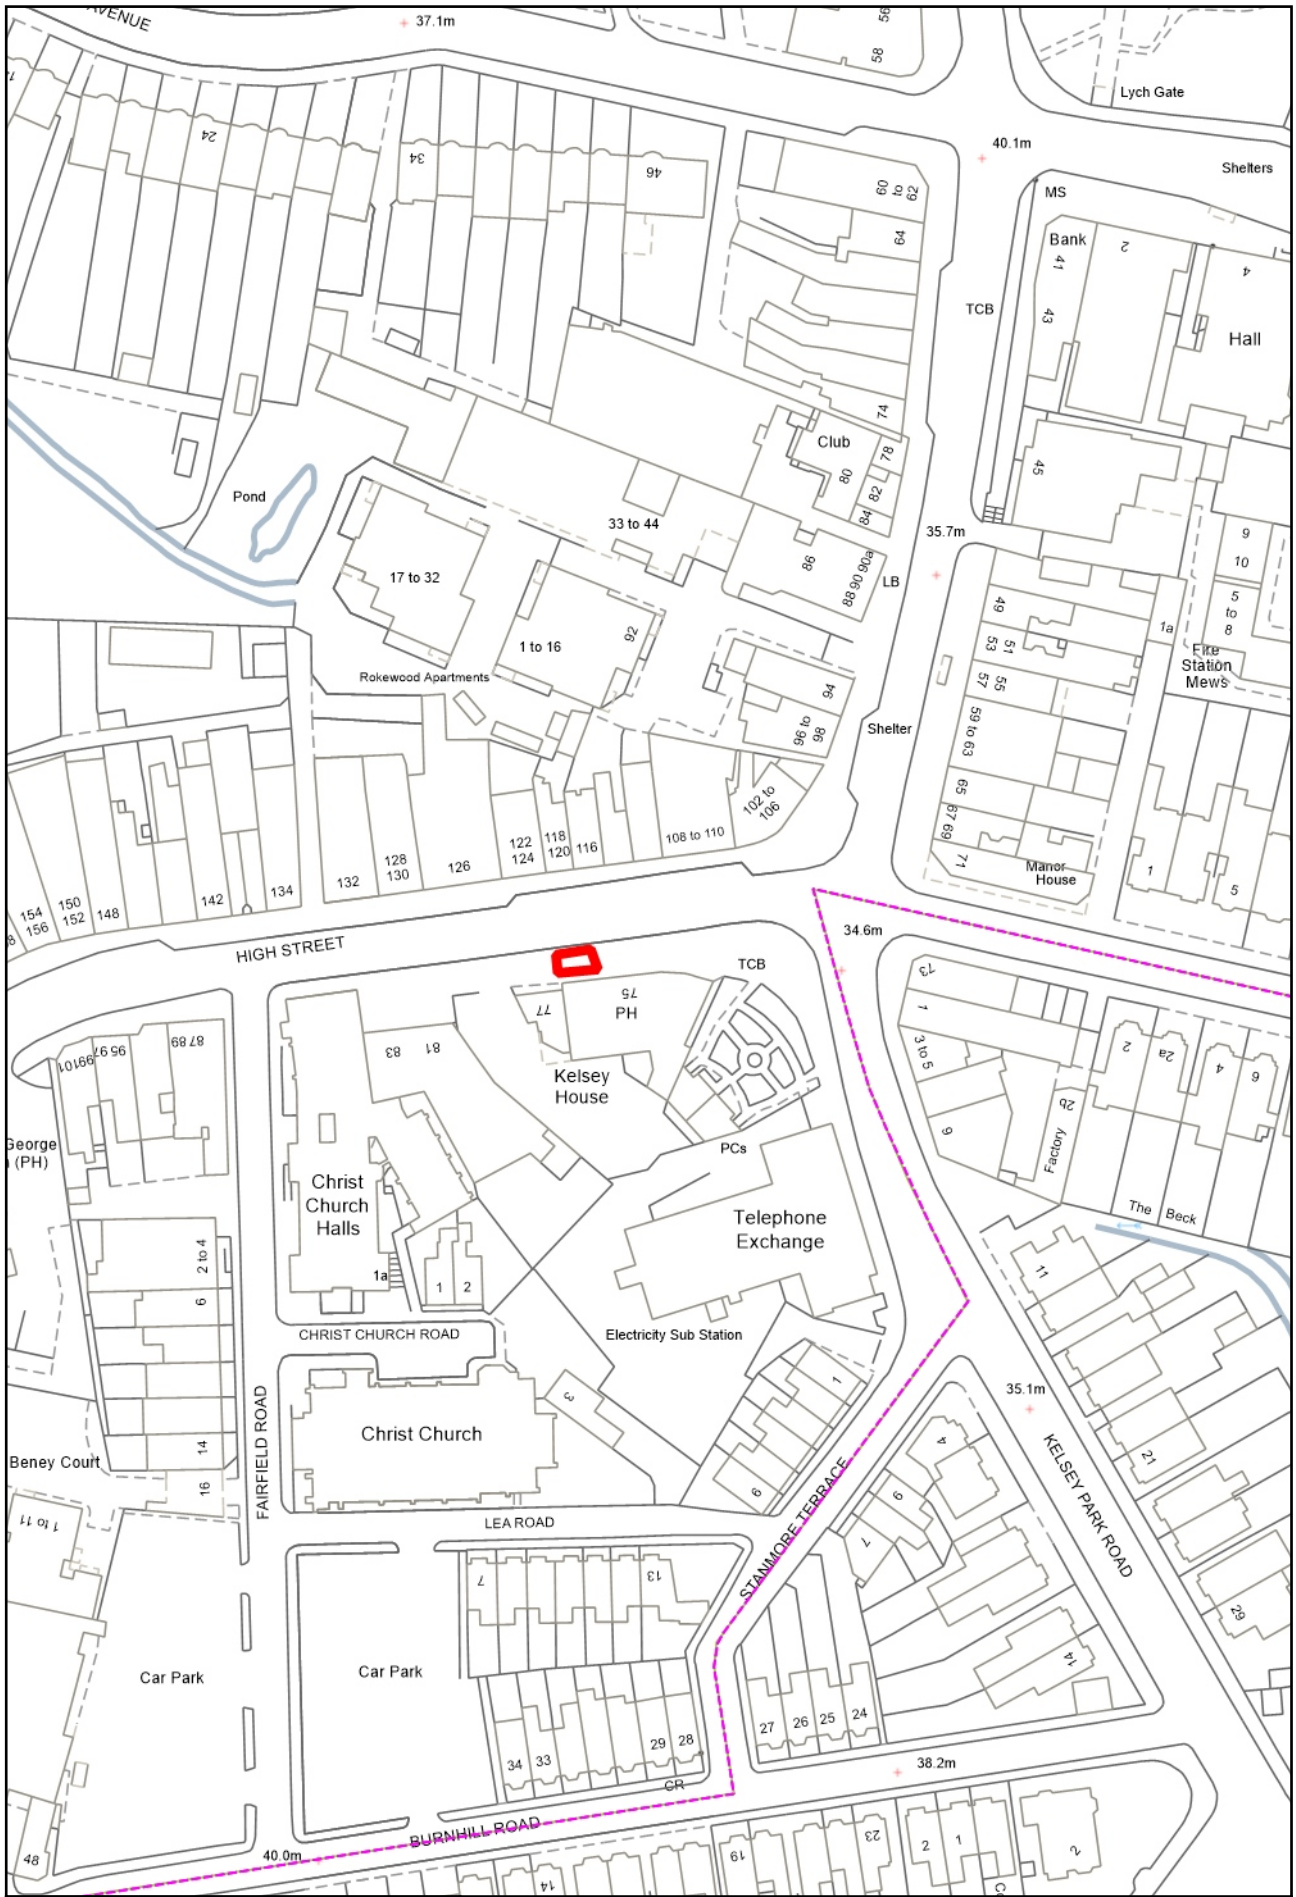 AVENUE
37.1m
56
58
Lych Gate
40.1m
Shelters
24
34
46
60
to
62
64
MS
Bank
41
43
2
4
Hall
TCB
74
Club
78
80
82
84
45
Pond
33 to 44
35.7m
9
10
86
88 90 90a
LB
17 to 32
1 to 16
92
49
51
53
55
57
1a
5
to
8
Fire
Station
Mews
Rokewood Apartments
94
96 to
98
Shelter
59 to 63
65
67 69
71
102 to
106
108 to 110
116
118
120
122
124
126
128
130
132
134
142
148
150
152
154
156
Manor
House
1
5
HIGH STREET
34.6m
TCB
75
PH
77
73
1
3 to 5
9
81
83
87 89
95 97
99101
Kelsey
House
2
2a
4
6
2b
Factory
George
(PH)
PCs
Christ
Church
Halls
1a
1
2
Telephone
Exchange
The Beck
2 to 4
6
11
CHRIST CHURCH ROAD
Electricity Sub Station
FAIRFIELD ROAD
3
1
35.1m
Christ Church
14
16
Beney Court
4
21
KELSEY PARK ROAD
9
9
7
1 to 11
LEA ROAD
STANMORE TERRACE
7
13
29
Car Park
Car Park
14
34
33
29
28
27
26
25
24
CR
38.2m
BURNHILL ROAD
40.0m
48
14
19
23
2
1
2